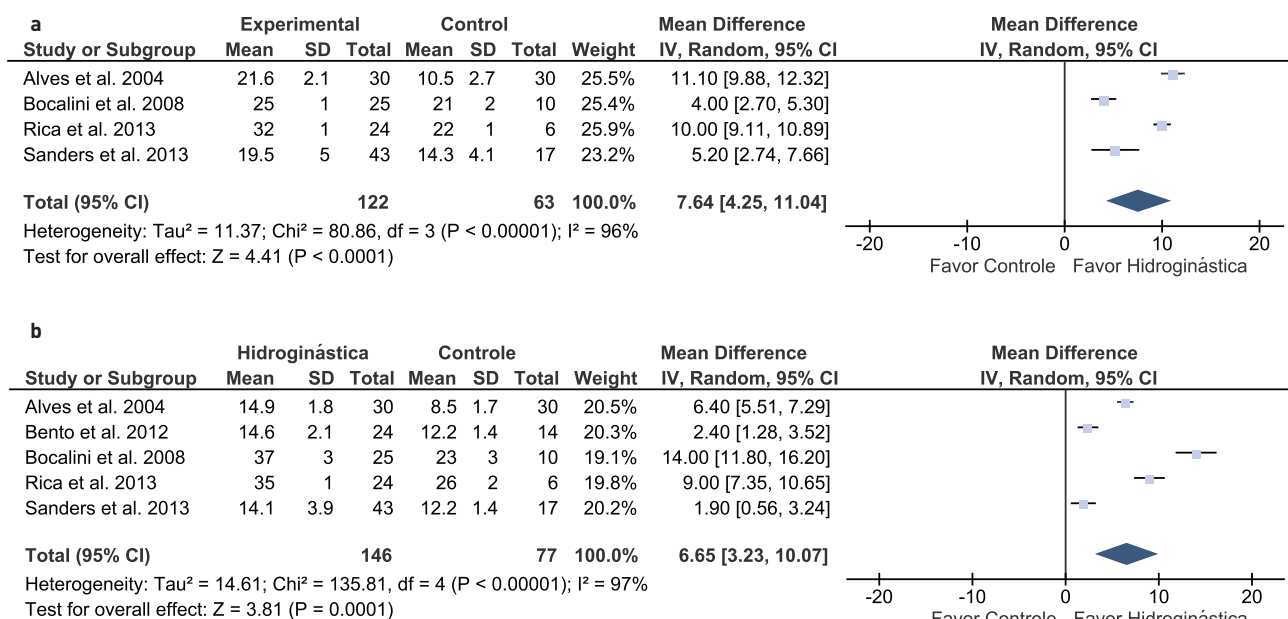 a Experimental Control Mean Difference Mean Difference
Study or Subgroup Mean SD Total Mean SD Total Weight IV, Random, 95% CI IV, Random, 95% CI
Alves et al. 2004 21.6 2.1 30 10.5 2.7 30 25.5% 11.10 [9.88, 12.32]
Bocalini et al. 2008 25 1 25 21 2 10 25.4% 4.00 [2.70, 5.30]
Rica et al. 2013 32 1 24 22 1 6 25.9% 10.00 [9.11, 10.89]
Sanders et al. 2013 19.5 5 43 14.3 4.1 17 23.2% 5.20 [2.74, 7.66]
Total (95% CI) 122 63 100.0% 7.64 [4.25, 11.04]
Heterogeneity: Tau² = 11.37; Chi² = 80.86, df = 3 (P < 0.00001); I² = 96%
Test for overall effect: Z = 4.41 (P < 0.0001)
-20 -10 0 10 20
Favor Controle Favor Hidroginástica
b
Hidroginástica Controle Mean Difference Mean Difference
Study or Subgroup Mean SD Total Mean SD Total Weight IV, Random, 95% CI IV, Random, 95% CI
Alves et al. 2004 14.9 1.8 30 8.5 1.7 30 20.5% 6.40 [5.51, 7.29]
Bento et al. 2012 14.6 2.1 24 12.2 1.4 14 20.3% 2.40 [1.28, 3.52]
Bocalini et al. 2008 37 3 25 23 3 10 19.1% 14.00 [11.80, 16.20]
Rica et al. 2013 35 1 24 26 2 6 19.8% 9.00 [7.35, 10.65]
Sanders et al. 2013 14.1 3.9 43 12.2 1.4 17 20.2% 1.90 [0.56, 3.24]
Total (95% CI) 146 77 100.0% 6.65 [3.23, 10.07]
Heterogeneity: Tau² = 14.61; Chi² = 135.81, df = 4 (P < 0.00001); I² = 97%
Test for overall effect: Z = 3.81 (P = 0.0001)
-20 -10 0 10 20
Favor Controle Favor Hidroginástica